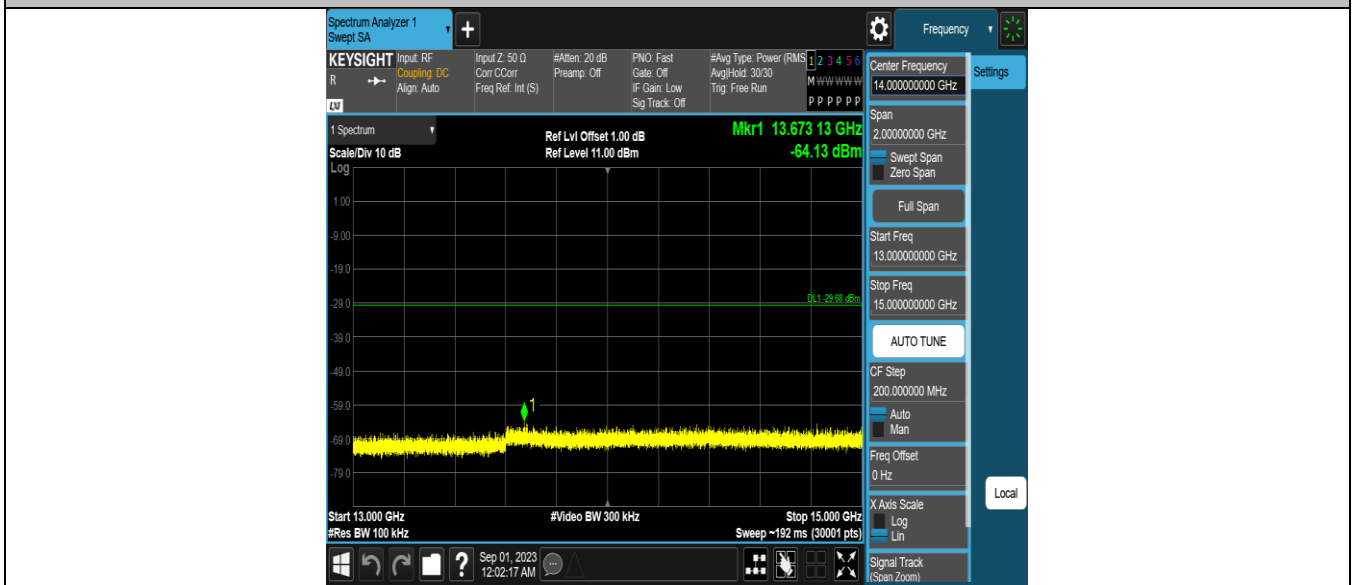 Spectrum Analyzer 1
Swept SA
+
Frequency
KEYSIGHT
R
LXI
Input: RF
Coupling: DC
Align: Auto
Input Z: 50 Ω
Corr CCorr
Freq Ref: Int (S)
#Atten: 20 dB
Preamp: Off
PNO: Fast
Gate: Off
IF Gain: Low
Sig Track: Off
#Avg Type: Power (RMS
Avg|Hold: 30/30
Trig: Free Run
1 2 3 4 5 6
M W W W W W
P P P P P P
1 Spectrum
Scale/Div 10 dB
Log
Ref Lvl Offset 1.00 dB
Ref Level 11.00 dBm
Mkr1 13.673 13 GHz
-64.13 dBm
1.00
-9.00
-19.0
-29.0
-39.0
-49.0
-59.0
-69.0
-79.0
DL1 -29.68 dBm
1
Start 13.000 GHz
#Res BW 100 kHz
#Video BW 300 kHz
Stop 15.000 GHz
Sweep ~192 ms (30001 pts)
?
Sep 01, 2023
12:02:17 AM
Center Frequency
14.000000000 GHz
Span
2.00000000 GHz
Swept Span
Zero Span
Full Span
Start Freq
13.000000000 GHz
Stop Freq
15.000000000 GHz
AUTO TUNE
CF Step
200.000000 MHz
Auto
Man
Freq Offset
0 Hz
X Axis Scale
Log
Lin
Signal Track
(Span Zoom)
Settings
Local